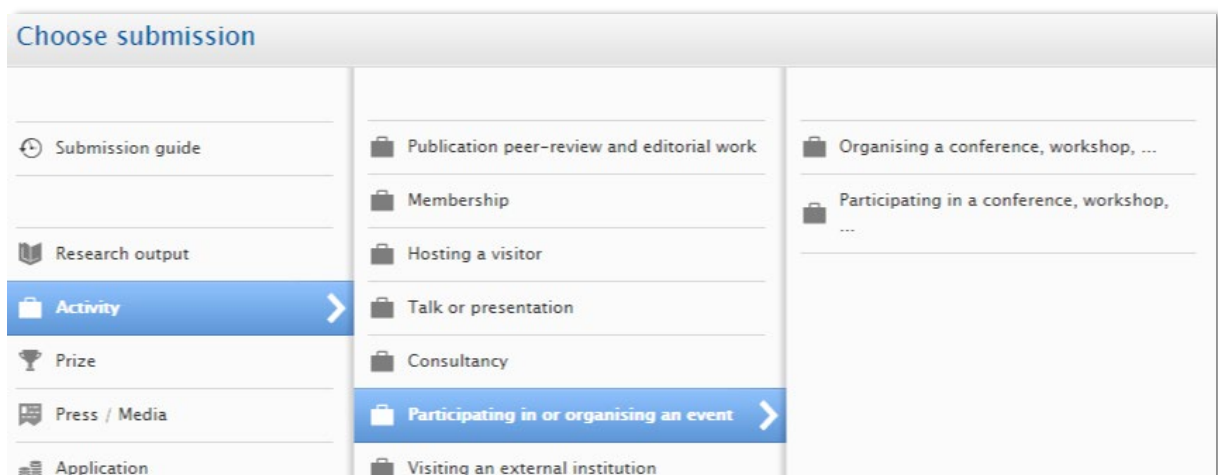 Choose submission
Submission guide
Research output
Activity
Prize
Press / Media
Application
Publication peer-review and editorial work
Membership
Hosting a visitor
Talk or presentation
Consultancy
Participating in or organising an event
Visiting an external institution
Organising a conference, workshop, ...
Participating in a conference, workshop,
...